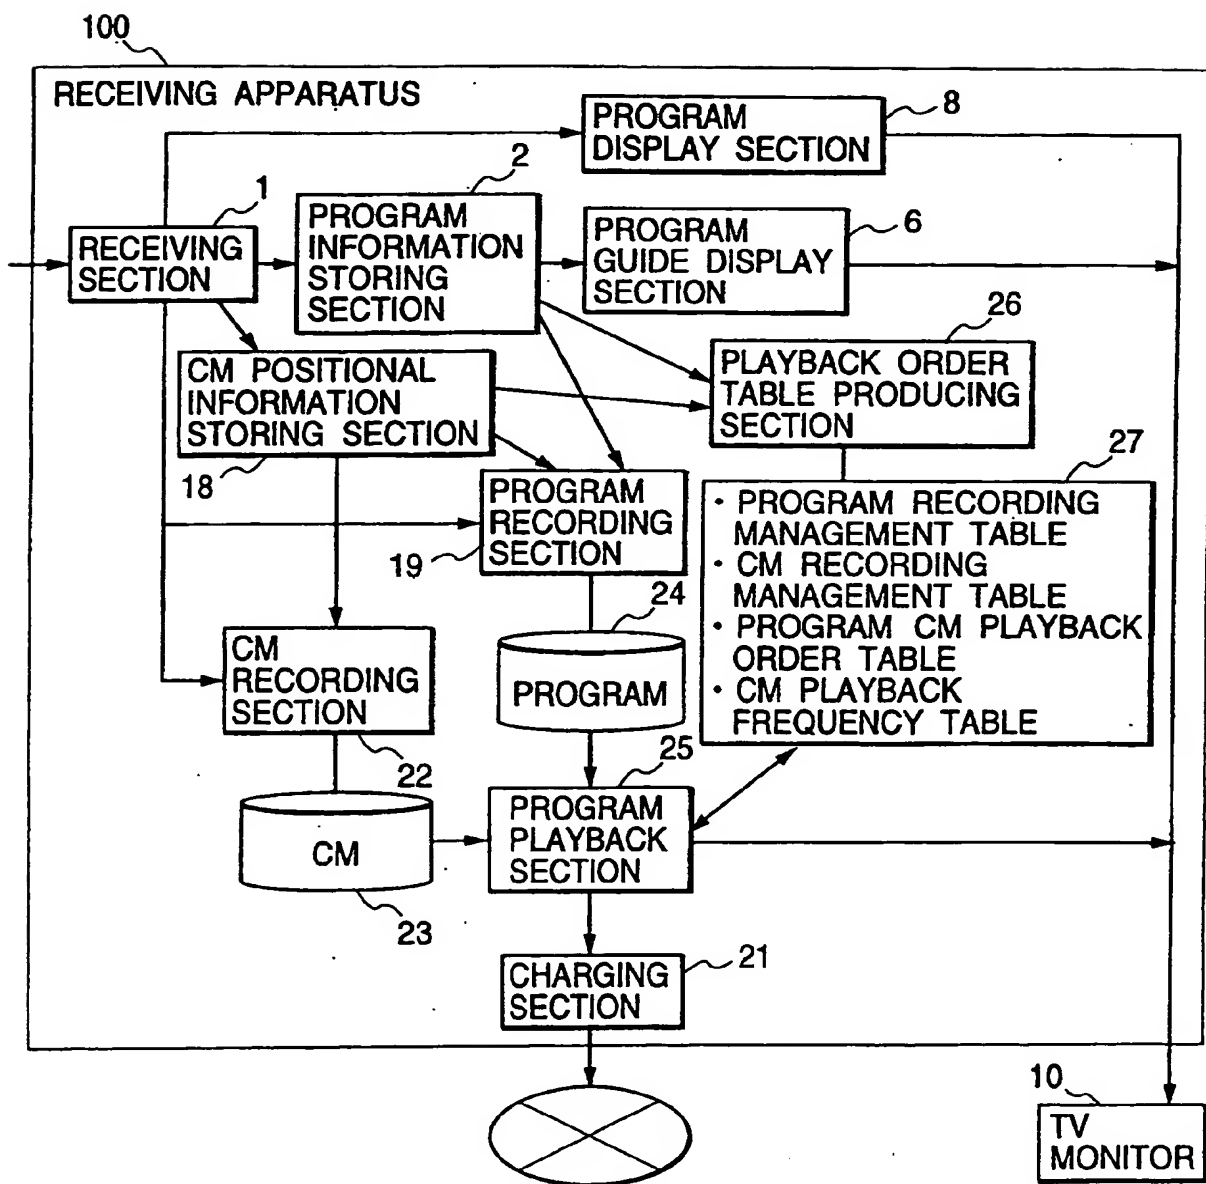 100
RECEIVING APPARATUS
PROGRAM
DISPLAY SECTION
8
1
RECEIVING
SECTION
2
PROGRAM
INFORMATION
STORING
SECTION
PROGRAM
GUIDE DISPLAY
SECTION
6
CM POSITIONAL
INFORMATION
STORING SECTION
18
26
PLAYBACK ORDER
TABLE PRODUCING
SECTION
PROGRAM
RECORDING
SECTION
19
27
· PROGRAM RECORDING
MANAGEMENT TABLE
· CM RECORDING
MANAGEMENT TABLE
· PROGRAM CM PLAYBACK
ORDER TABLE
· CM PLAYBACK
FREQUENCY TABLE
CM
RECORDING
SECTION
22
24
PROGRAM
CM
23
25
PROGRAM
PLAYBACK
SECTION
CHARGING
SECTION
21
10
TV
MONITOR